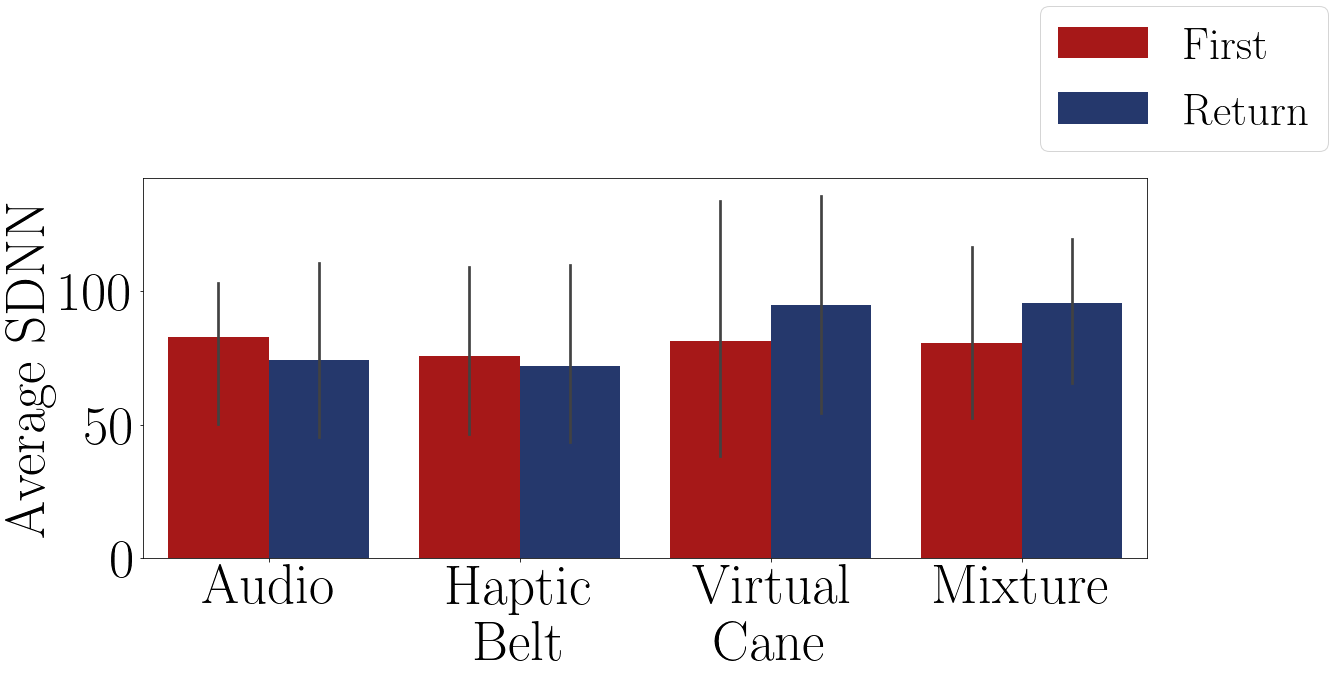 First
Return
Average SDNN
100
50
0
Audio
Haptic
Belt
Virtual
Cane
Mixture